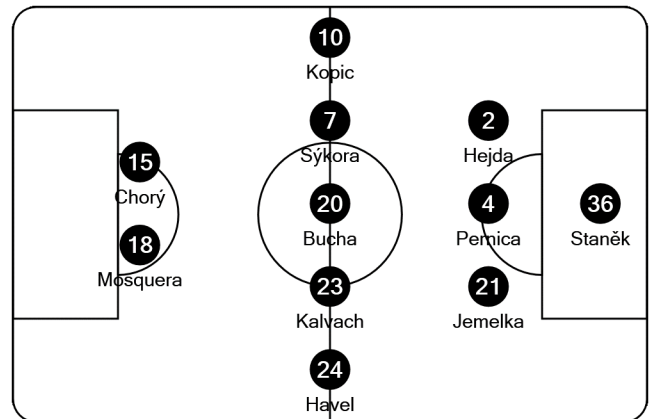 10
Kopic
7
Sýkora
2
Hejda
15
Chorý
20
Bucha
4
Pernica
36
Staněk
18
Mosquera
23
Kalvach
21
Jemelka
24
Havel